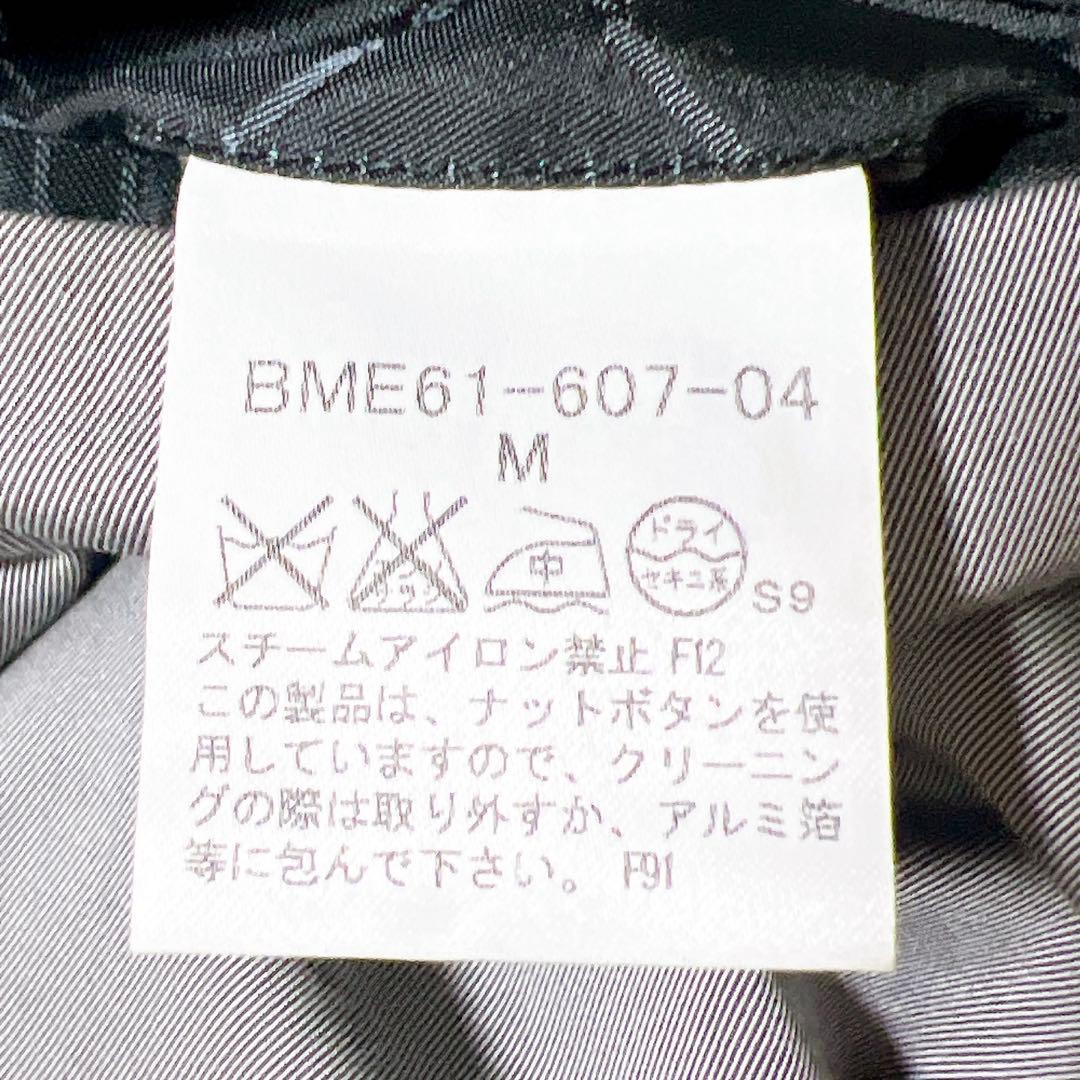 BME61-607-04
M
中
ドライ
セキユ系
S9
スチームアイロン禁止 F12
この製品は、ナットボタンを使
用していますので、クリーニン
グの際は取り外すか、アルミ箔
等に包んで下さい。 F91